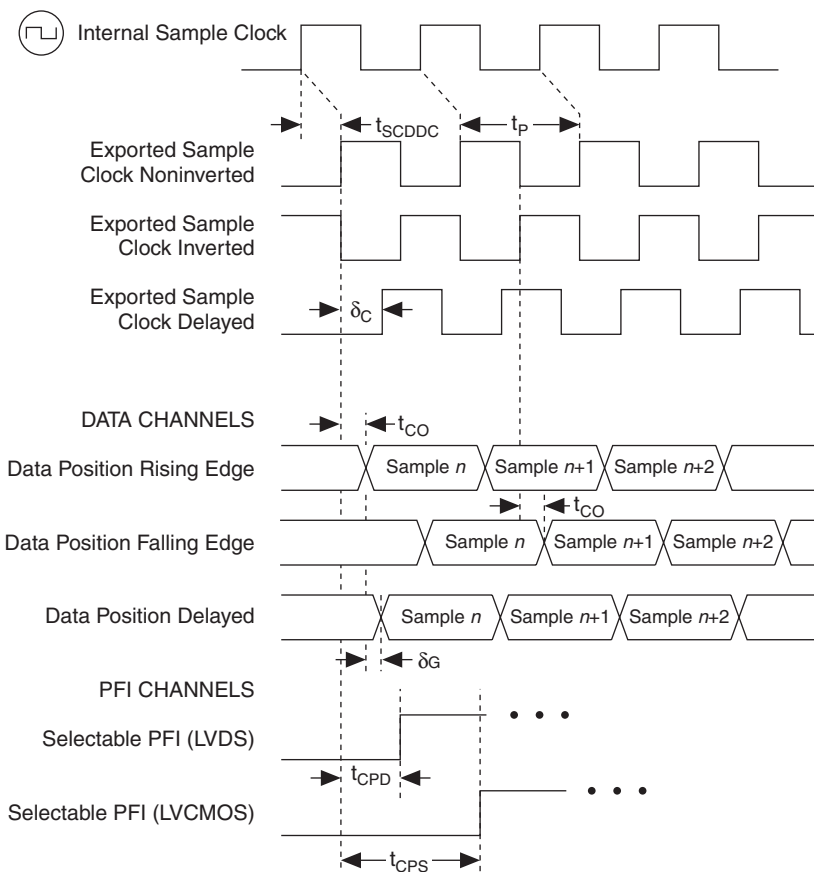 Internal Sample Clock
tSCDDC
tP
Exported Sample
Clock Noninverted
Exported Sample
Clock Inverted
Exported Sample
Clock Delayed
δC
DATA CHANNELS
tCO
Data Position Rising Edge
Sample n
Sample n+1
Sample n+2
tCO
Data Position Falling Edge
Sample n
Sample n+1
Sample n+2
Data Position Delayed
Sample n
Sample n+1
Sample n+2
δG
PFI CHANNELS
Selectable PFI (LVDS)
tCPD
Selectable PFI (LVCMOS)
tCPS